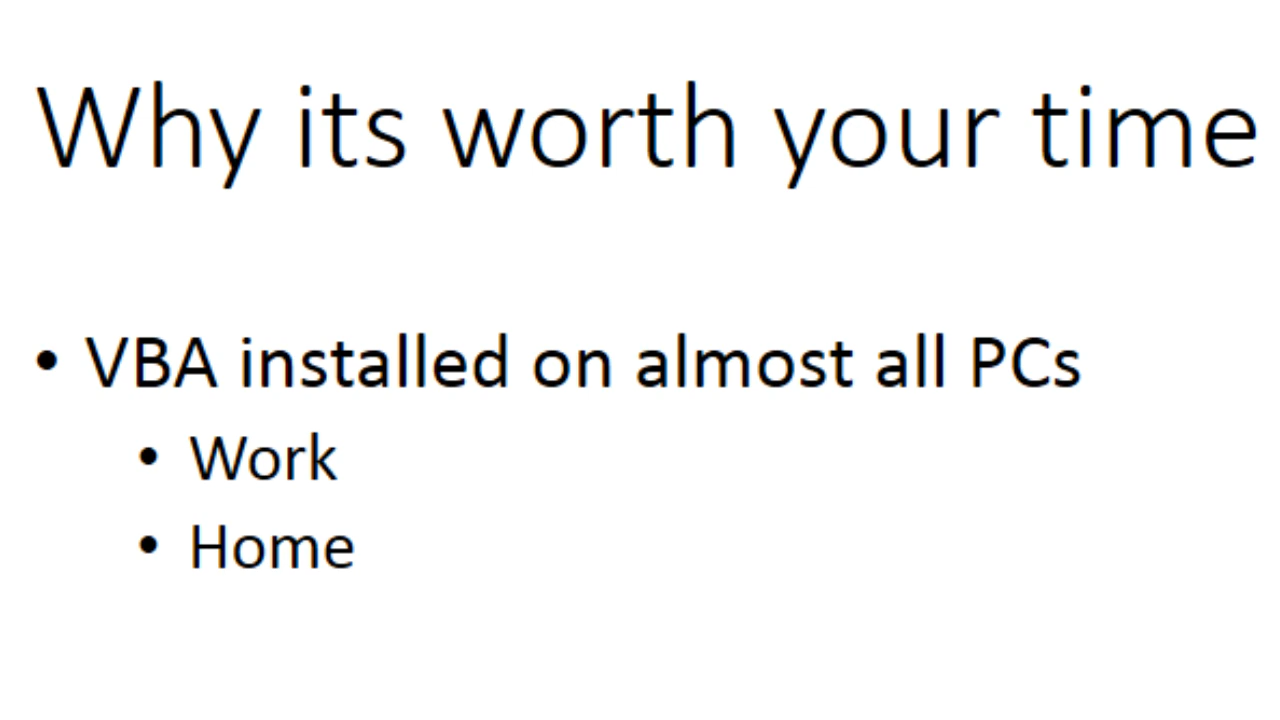 Why its worth your time
• VBA installed on almost all PCs
• Work
• Home